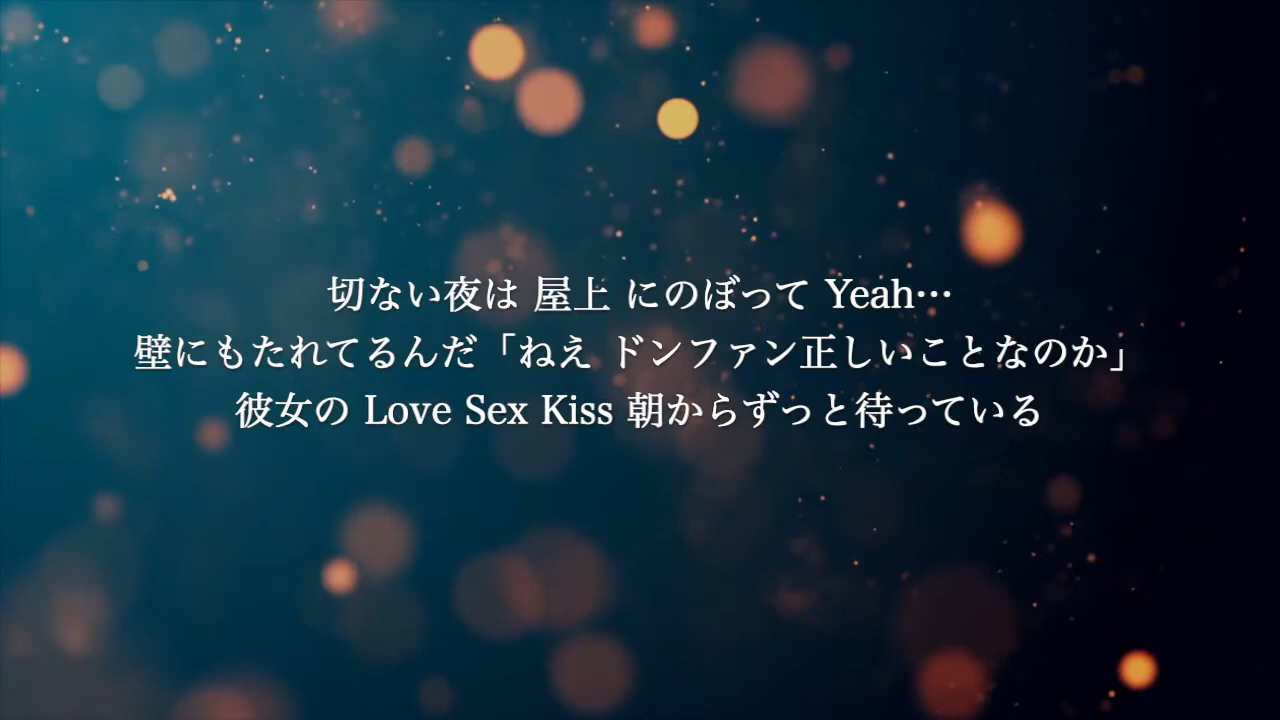 切ない夜は 屋上 にのぼって Yeah…
壁にもたれてるんだ「ねえ ドンファン正しいことなのか」
彼女の Love Sex Kiss 朝からずっと待っている